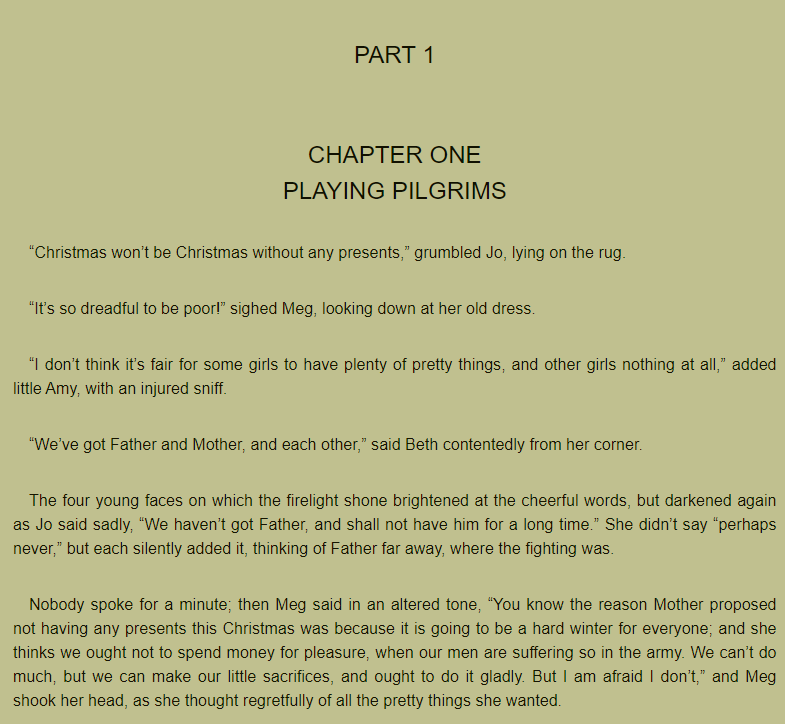 PART 1
CHAPTER ONE
PLAYING PILGRIMS
“Christmas won’t be Christmas without any presents,” grumbled Jo, lying on the rug.
“It’s so dreadful to be poor!” sighed Meg, looking down at her old dress.
“I don’t think it’s fair for some girls to have plenty of pretty things, and other girls nothing at all,” added
little Amy, with an injured sniff.
“We’ve got Father and Mother, and each other,” said Beth contentedly from her corner.
The four young faces on which the firelight shone brightened at the cheerful words, but darkened again
as Jo said sadly, “We haven’t got Father, and shall not have him for a long time.” She didn’t say “perhaps
never,” but each silently added it, thinking of Father far away, where the fighting was.
Nobody spoke for a minute; then Meg said in an altered tone, “You know the reason Mother proposed
not having any presents this Christmas was because it is going to be a hard winter for everyone; and she
thinks we ought not to spend money for pleasure, when our men are suffering so in the army. We can’t do
much, but we can make our little sacrifices, and ought to do it gladly. But I am afraid I don’t,” and Meg
shook her head, as she thought regretfully of all the pretty things she wanted.